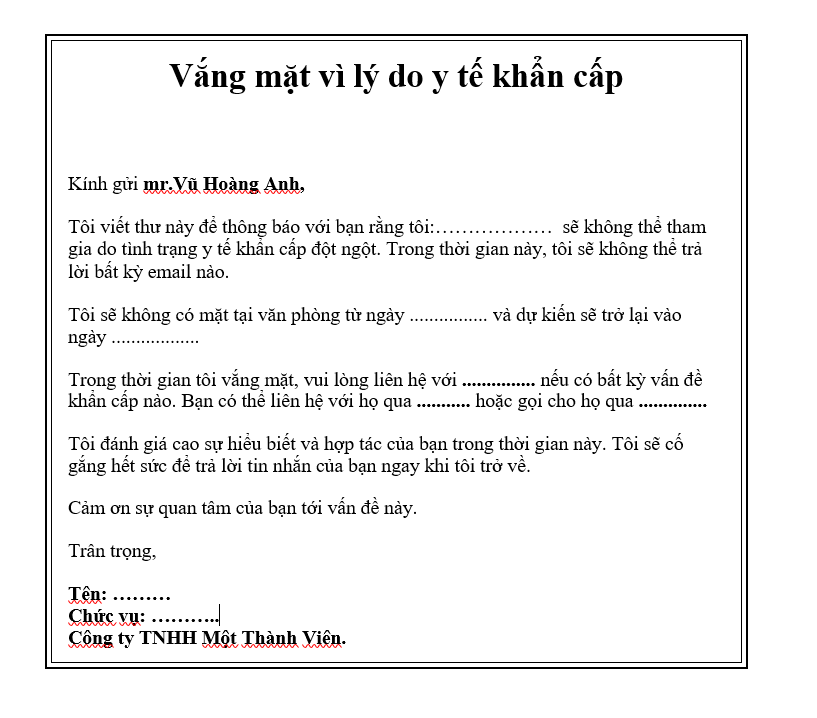 Vắng mặt vì lý do y tế khẩn cấp
Kính gửi mr.Vũ Hoàng Anh,
Tôi viết thư này để thông báo với bạn rằng tôi:……………… sẽ không thể tham
gia do tình trạng y tế khẩn cấp đột ngột. Trong thời gian này, tôi sẽ không thể trả
lời bất kỳ email nào.
Tôi sẽ không có mặt tại văn phòng từ ngày ................ và dự kiến sẽ trở lại vào
ngày ..................
Trong thời gian tôi vắng mặt, vui lòng liên hệ với ............... nếu có bất kỳ vấn đề
khẩn cấp nào. Bạn có thể liên hệ với họ qua ........... hoặc gọi cho họ qua ..............
Tôi đánh giá cao sự hiểu biết và hợp tác của bạn trong thời gian này. Tôi sẽ cố
gắng hết sức để trả lời tin nhắn của bạn ngay khi tôi trở về.
Cảm ơn sự quan tâm của bạn tới vấn đề này.
Trân trọng,
Tên: ………
Chức vụ: ………..
Công ty TNHH Một Thành Viên.